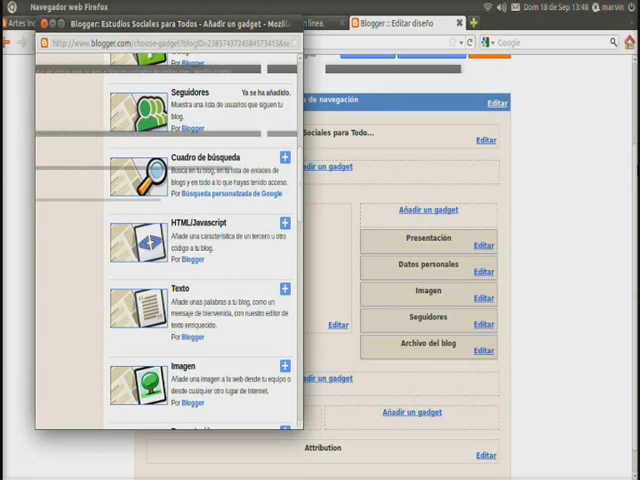 Navegador web Firefox
Dom 18 de Sep 13:48
marvin
Blogger: Estudios Sociales para Todos - Añadir un gadget - Mozill
Artes Inc
n línea.
Blogger :: Editar diseño
http://www.blogger.com/choose-gadget?blogID=2383743724584573415&se
Google
Por Blogger
Seguidores
Ya se ha añadido.
Muestra una lista de usuarios que siguen tu
blog.
Por Blogger
Cuadro de búsqueda
Busca en tu blog, en tu lista de enlaces de
blogs y en todo a lo que hayas tenido acceso.
Por Búsqueda personalizada de Google
HTML/Javascript
Añade una característica de un tercero u otro
código a tu blog.
Por Blogger
Texto
Añade unas palabras a tu blog, como un
mensaje de bienvenida, con nuestro editor de
texto enriquecido.
Por Blogger
Imagen
Añade una imagen a la web desde tu equipo o
desde cualquier otro lugar de Internet.
Por Blogger
de navegación
Editar
Sociales para Todo...
Editar
dir un gadget
Añadir un gadget
Presentación
Editar
Datos personales
Editar
Imagen
Editar
Seguidores
Editar
Editar
Archivo del blog
Editar
dir un gadget
Añadir un gadget
Attribution
Editar